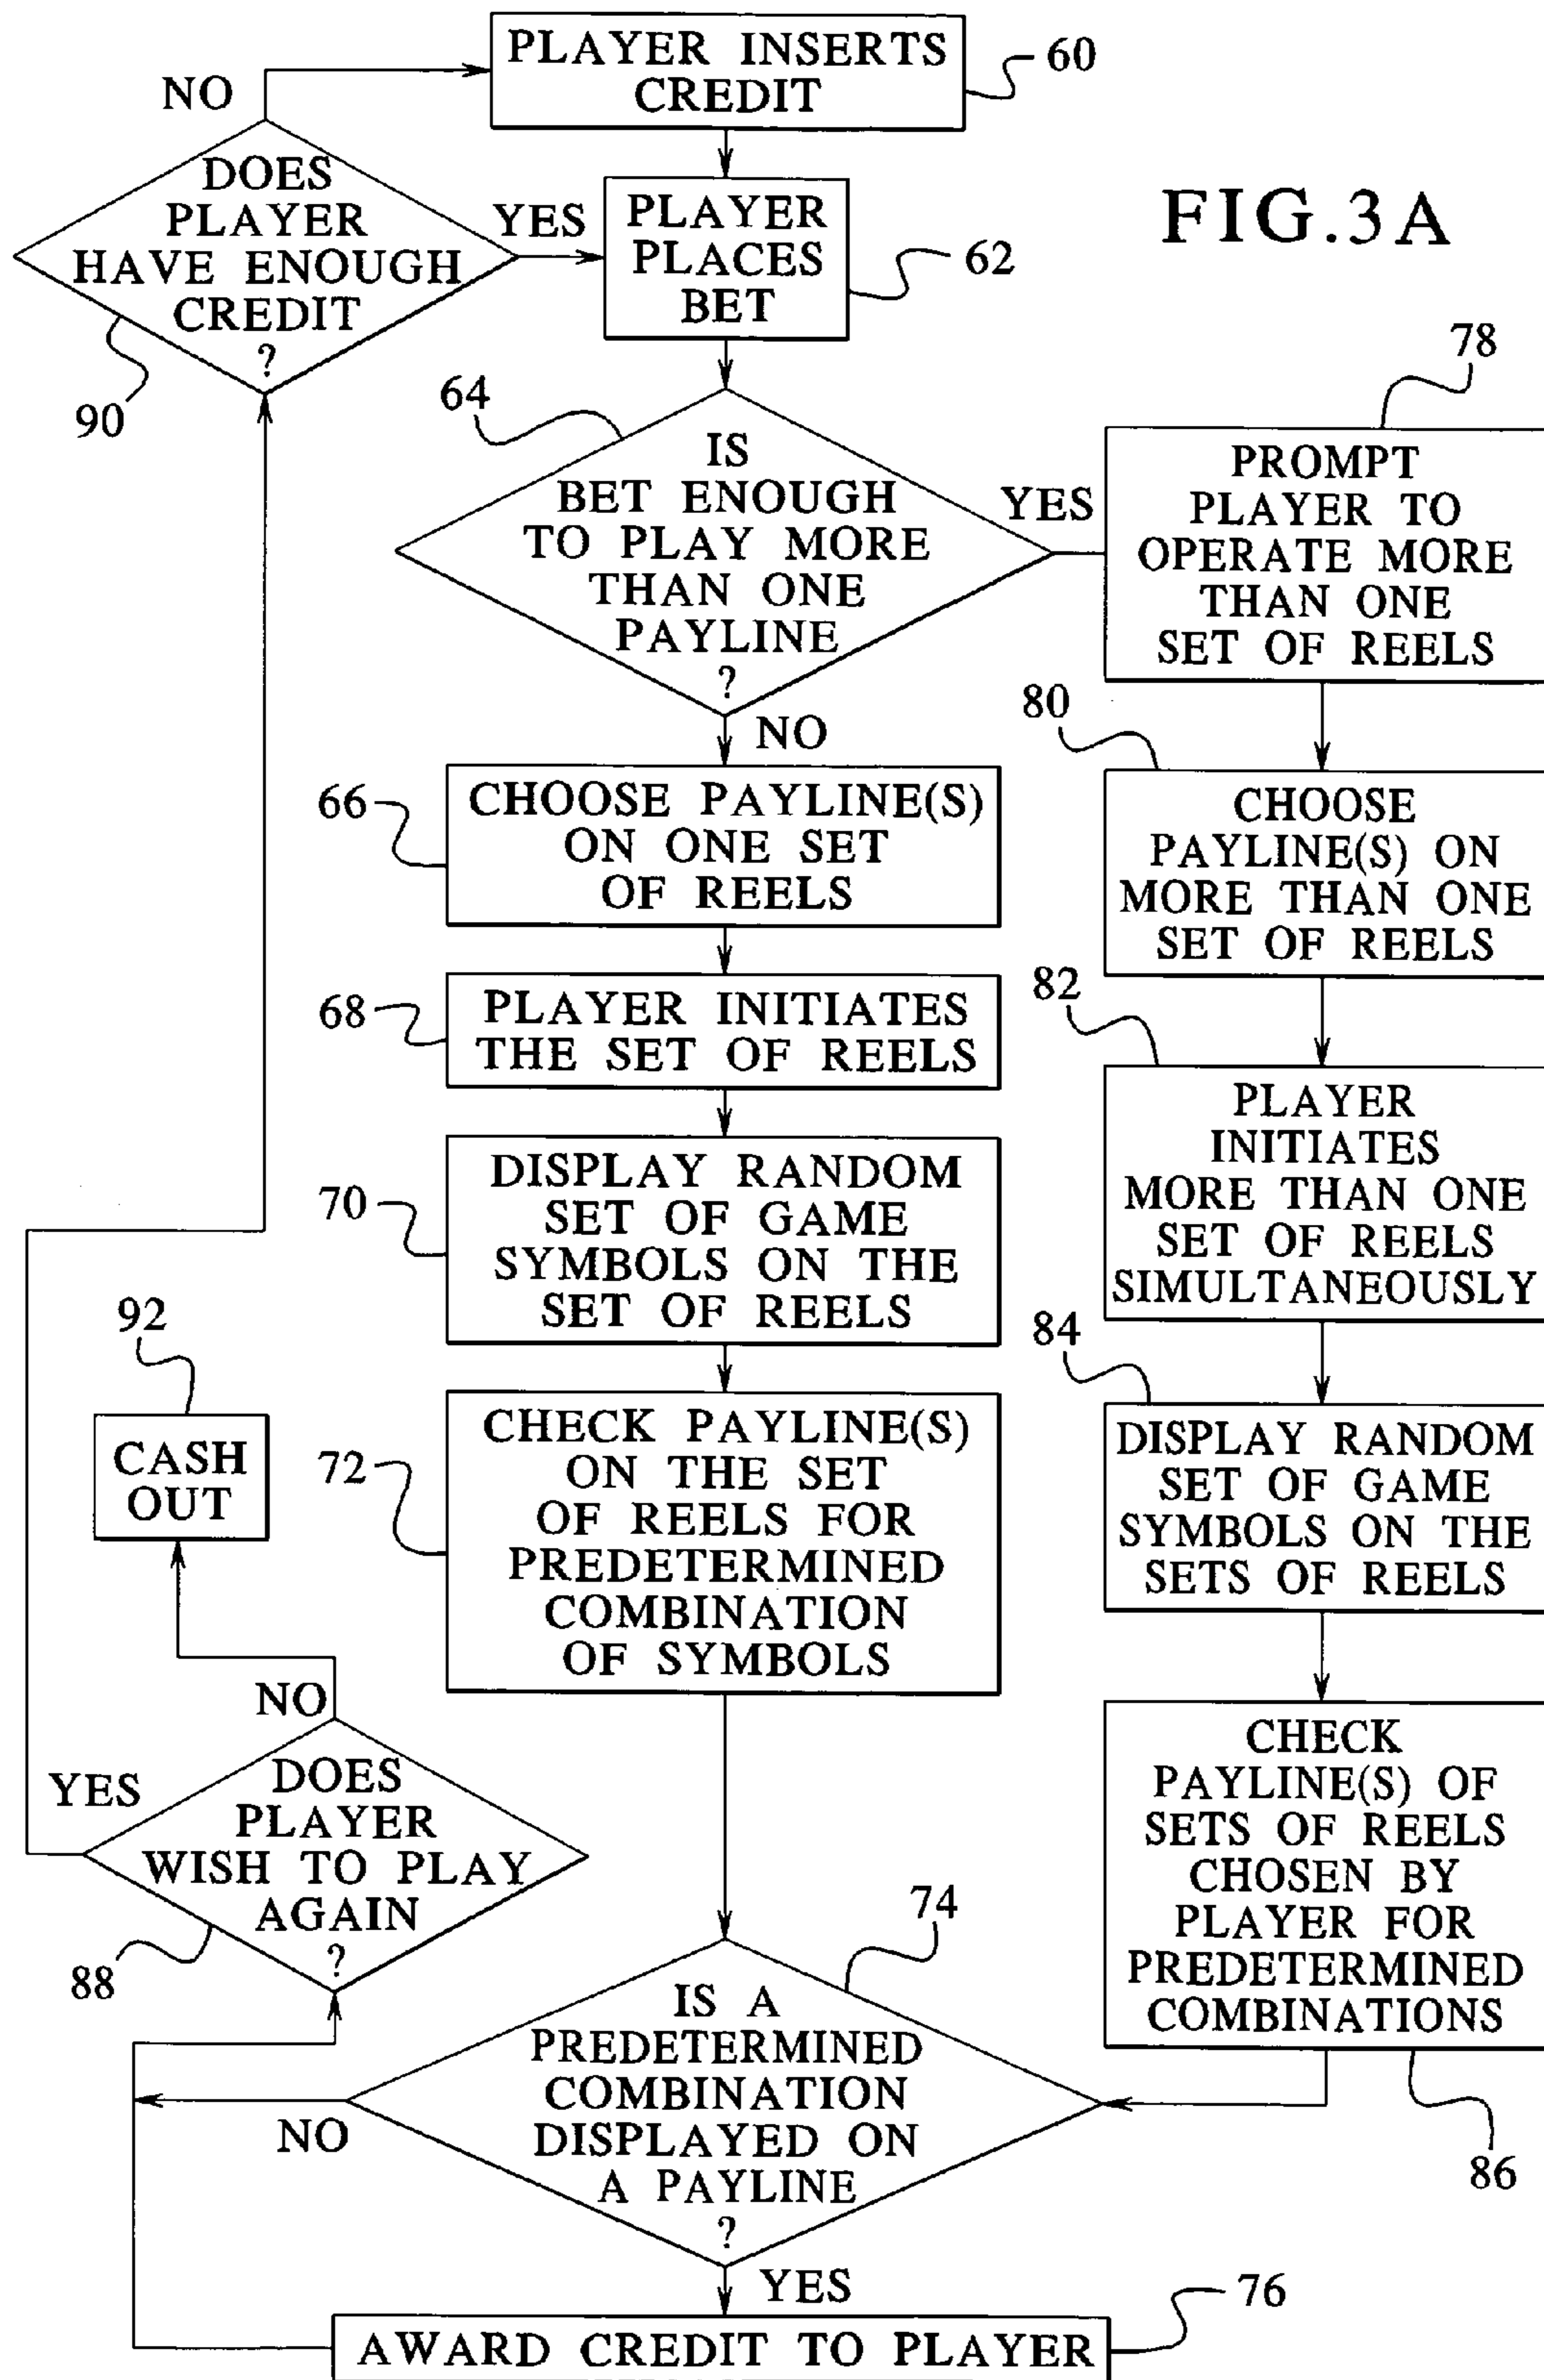 PLAYER INSERTS
CREDIT
60
NO
DOES
PLAYER
HAVE ENOUGH
CREDIT
?
90
YES
PLAYER
PLACES
BET
62
FIG.3A
64
IS
BET ENOUGH
TO PLAY MORE
THAN ONE
PAYLINE
?
YES
NO
78
PROMPT
PLAYER TO
OPERATE MORE
THAN ONE
SET OF REELS
66
CHOOSE PAYLINE(S)
ON ONE SET
OF REELS
80
CHOOSE
PAYLINE(S) ON
MORE THAN ONE
SET OF REELS
68
PLAYER INITIATES
THE SET OF REELS
82
PLAYER
INITIATES
MORE THAN ONE
SET OF REELS
SIMULTANEOUSLY
70
DISPLAY RANDOM
SET OF GAME
SYMBOLS ON THE
SET OF REELS
84
DISPLAY RANDOM
SET OF GAME
SYMBOLS ON THE
SETS OF REELS
92
CASH
OUT
72
CHECK PAYLINE(S)
ON THE SET
OF REELS FOR
PREDETERMINED
COMBINATION
OF SYMBOLS
CHECK
PAYLINE(S) OF
SETS OF REELS
CHOSEN BY
PLAYER FOR
PREDETERMINED
COMBINATIONS
86
NO
YES
DOES
PLAYER
WISH TO PLAY
AGAIN
?
88
74
IS A
PREDETERMINED
COMBINATION
DISPLAYED ON
A PAYLINE
?
NO
YES
76
AWARD CREDIT TO PLAYER